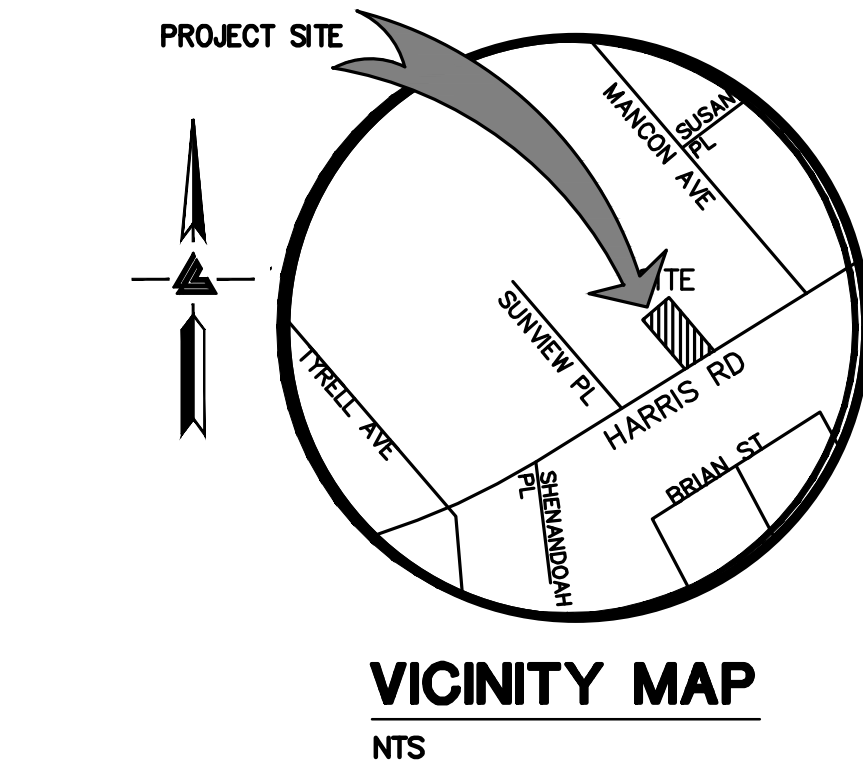 PROJECT SITE
MANCON AVE
SUSAN
PL
ITE
SUNVIEW PL
HARRIS RD
TYRELL AVE
BRIAN ST
SHENANDOAH
PL
VICINITY MAP
NTS